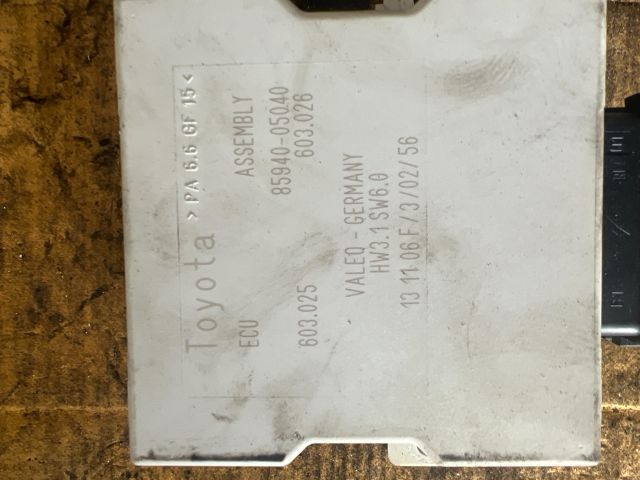 Toyota >PA 6.6 GF 15<
ECU ASSEMBLY
85940-05040
603.025 603.026
VALEO - GERMANY
HW3.1 SW6.0
13 11 06 F/3/02/56